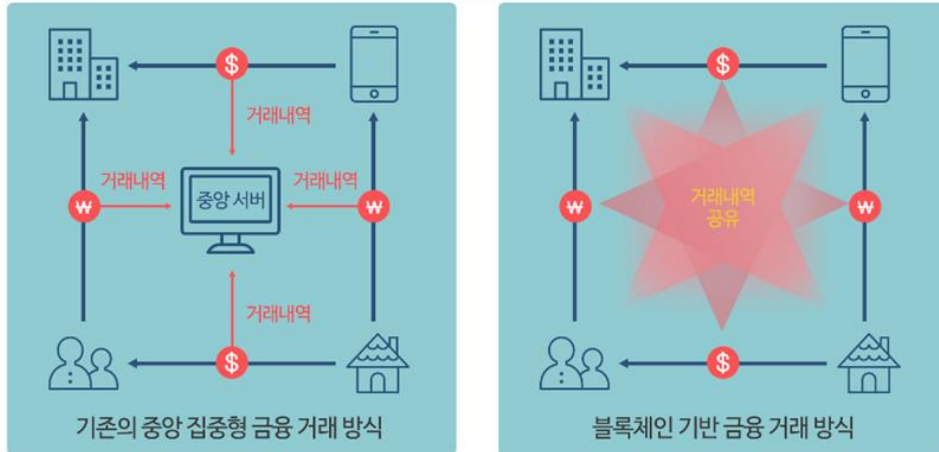 $
거래내역
거래내역
거래내역
₩
중앙 서버
₩
거래내역
$
기존의 중앙 집중형 금융 거래 방식
$
₩
거래내역
공유
₩
$
블록체인 기반 금융 거래 방식